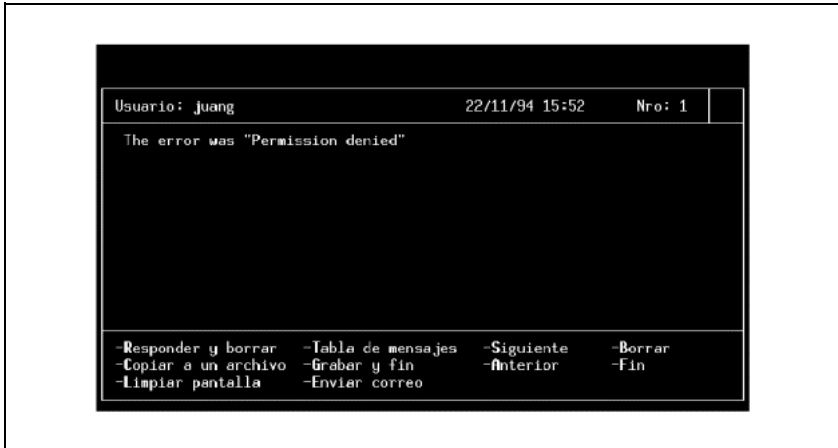 Usuario: juang 22/11/94 15:52 Nro: 1
The error was "Permission denied"
-Responder y borrar -Tabla de mensajes -Siguiente -Borrar
-Copiar a un archivo -Grabar y fin -Anterior -Fin
-Limpiar pantalla -Enviar correo